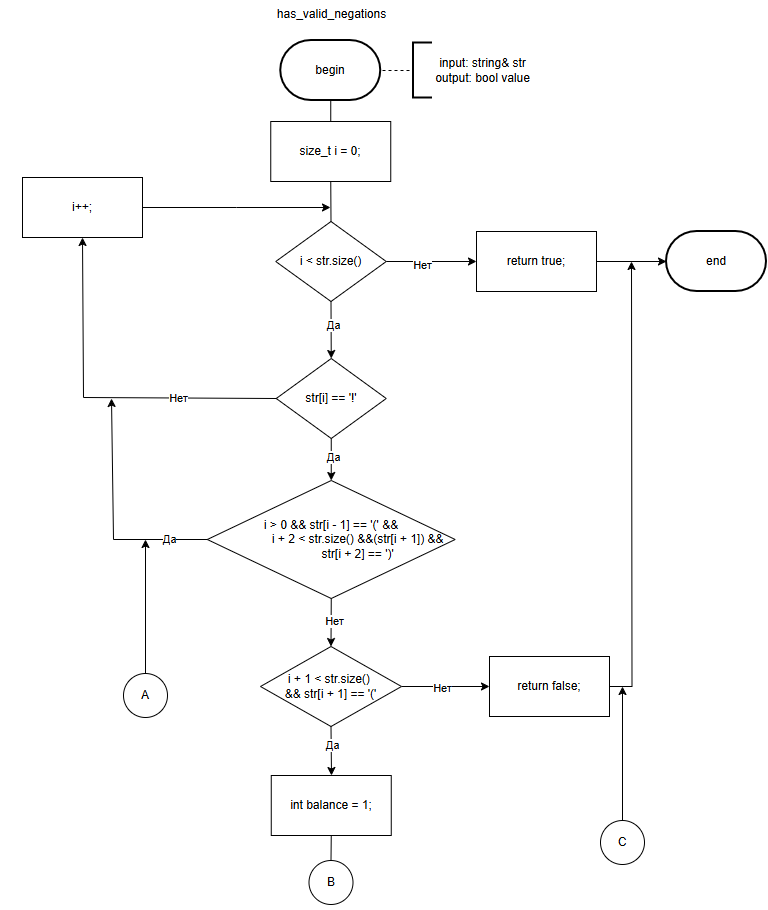 has_valid_negations
begin
input: string& str
output: bool value
size_t i = 0;
i++;
i < str.size()
Нет
return true;
end
Да
str[i] == '!'
Нет
Да
i > 0 && str[i - 1] == '(' &&
i + 2 < str.size() &&(str[i + 1]) &&
str[i + 2] == ')'
Да
Нет
A
i + 1 < str.size()
&& str[i + 1] == '('
Нет
return false;
Да
int balance = 1;
C
B